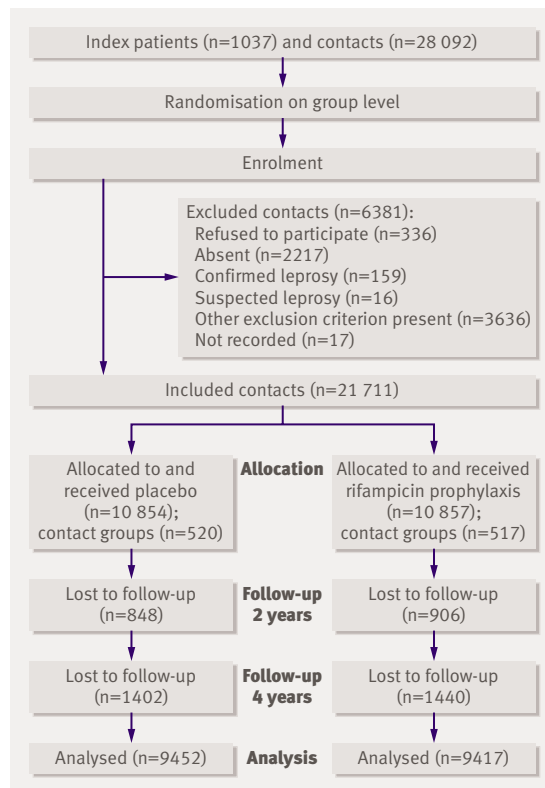 Index patients (n=1037) and contacts (n=28 092)
Randomisation on group level
Enrolment
Excluded contacts (n=6381):
Refused to participate (n=336)
Absent (n=2217)
Confirmed leprosy (n=159)
Suspected leprosy (n=16)
Other exclusion criterion present (n=3636)
Not recorded (n=17)
Included contacts (n=21 711)
Allocation
Allocated to and
received placebo
(n=10 854);
contact groups (n=520)
Allocated to and received
rifampicin prophylaxis
(n=10 857);
contact groups (n=517)
Lost to follow-up
(n=848)
Follow-up
2 years
Lost to follow-up
(n=906)
Lost to follow-up
(n=1402)
Follow-up
4 years
Lost to follow-up
(n=1440)
Analysed (n=9452)
Analysis
Analysed (n=9417)